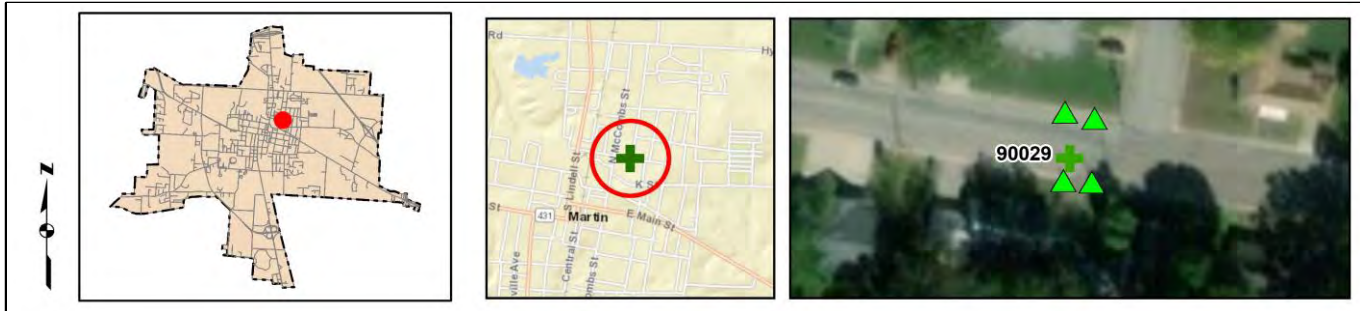 N
Rd
Hy
N McCombs St
S Lindell St
K St
St
431
Martin
E Main St
Central St
ville Ave
ombs St
90029